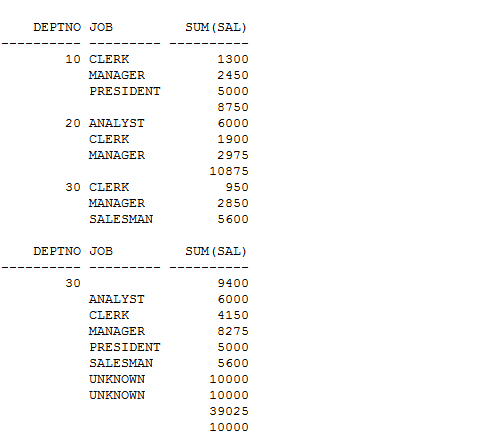 DEPTNO JOB         SUM(SAL)
---------- --------- ----------
        10 CLERK           1300
           MANAGER         2450
           PRESIDENT       5000
                           8750
        20 ANALYST         6000
           CLERK           1900
           MANAGER         2975
                          10875
        30 CLERK            950
           MANAGER         2850
           SALESMAN        5600

    DEPTNO JOB         SUM(SAL)
---------- --------- ----------
        30                 9400
           ANALYST         6000
           CLERK           4150
           MANAGER         8275
           PRESIDENT       5000
           SALESMAN        5600
           UNKNOWN        10000
           UNKNOWN        10000
                          39025
                          10000